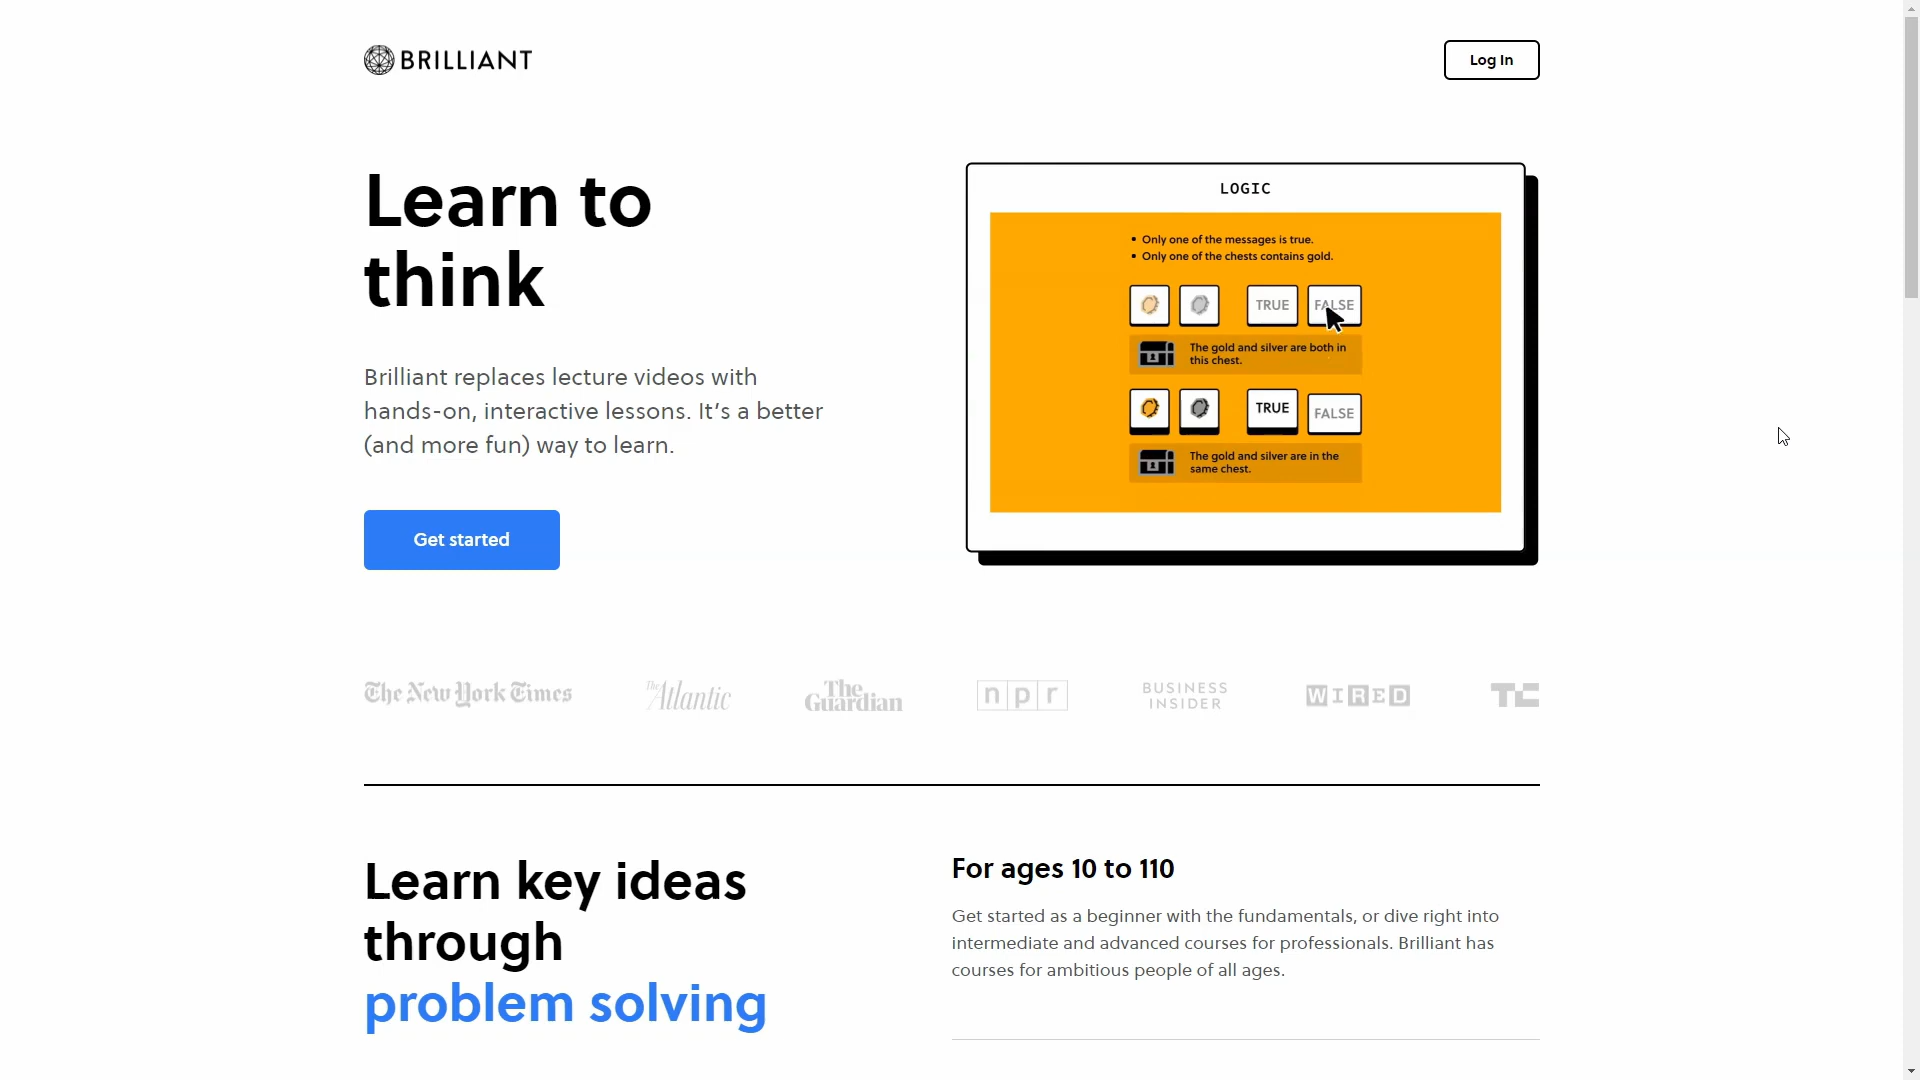 BRILLIANT
Log In
Learn to
think
Brilliant replaces lecture videos with
hands-on, interactive lessons. It’s a better
(and more fun) way to learn.
Get started
LOGIC
• Only one of the messages is true.
• Only one of the chests contains gold.
TRUE FALSE
The gold and silver are both in
this chest.
TRUE FALSE
The gold and silver are in the
same chest.
The New York Times
The Atlantic
The
Guardian
npr
BUSINESS
INSIDER
WIRED
TC
Learn key ideas
through
problem solving
For ages 10 to 110
Get started as a beginner with the fundamentals, or dive right into
intermediate and advanced courses for professionals. Brilliant has
courses for ambitious people of all ages.